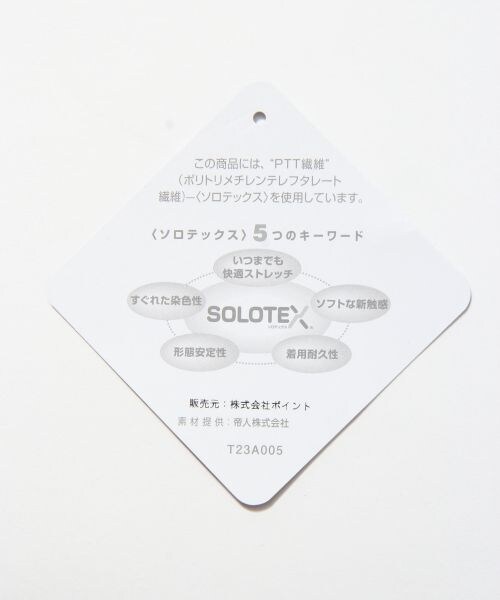 この商品には、“PTT繊維”
(ポリトリメチレンテレフタレート
繊維)―〈ソロテックス〉を使用しています。
〈ソロテックス〉5つのキーワード
いつまでも
快適ストレッチ
すぐれた染色性
SOLOTEX
ソフトな新触感
形態安定性
着用耐久性
販売元：株式会社ポイント
素材提供：帝人株式会社
T23A005